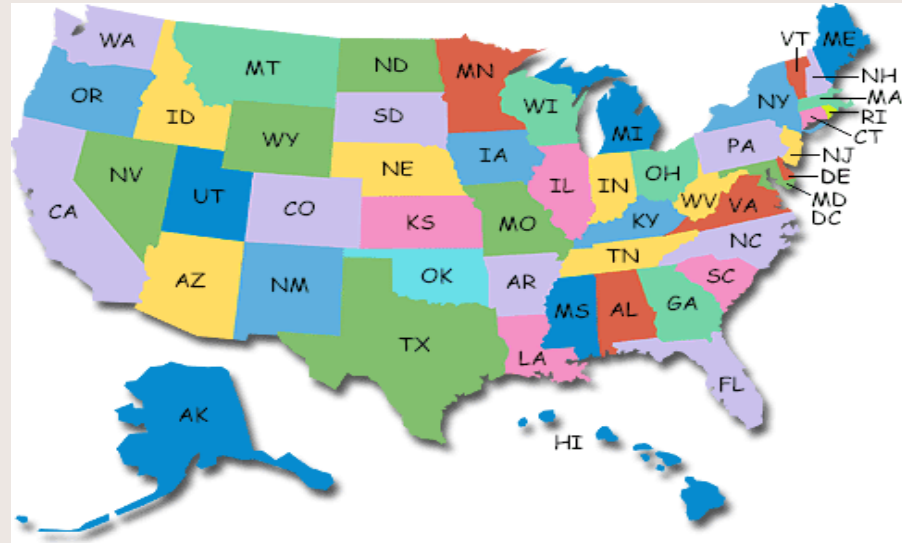 WA
MT
ND
MN
VT
ME
OR
ID
SD
WI
MI
NY
NH
MA
RI
CT
WY
NE
IA
PA
NJ
DE
MD
DC
NV
UT
CO
KS
IL
IN
OH
WV
VA
CA
MO
KY
NC
AZ
NM
OK
AR
TN
SC
TX
MS
AL
GA
LA
FL
AK
HI